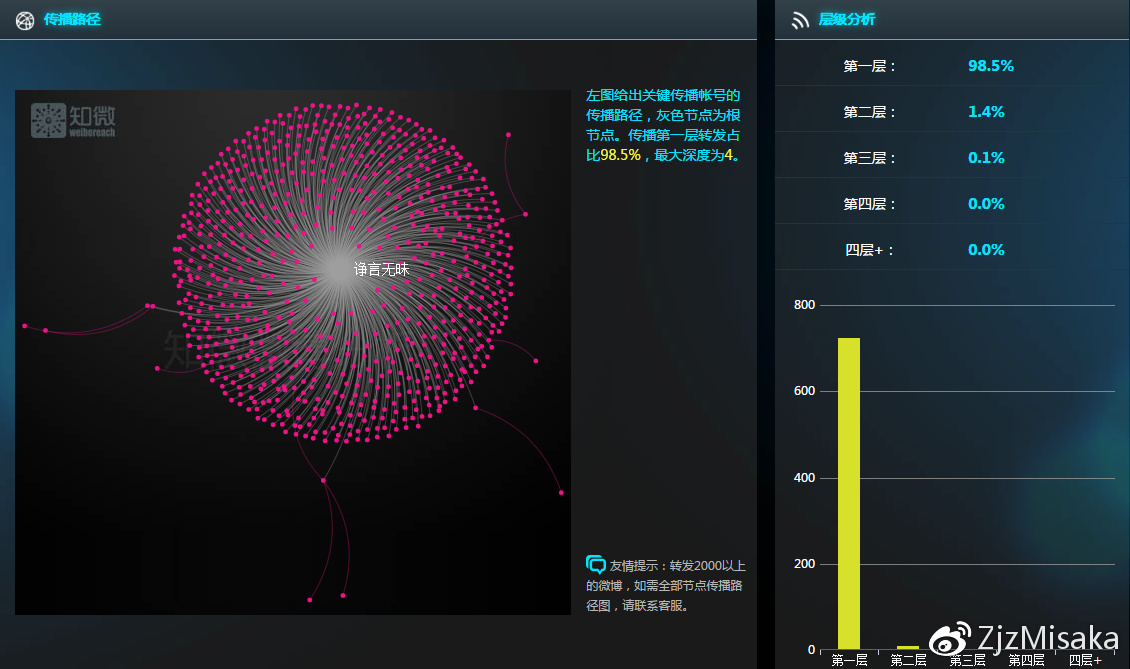 传播路径
知微
weiboreach
诤言无昧
知
左图给出关键传播帐号的
传播路径，灰色节点为根
节点。传播第一层转发占
比98.5%，最大深度为4。
友情提示：转发2000以上
的微博，如需全部节点传播路
径图，请联系客服。
层级分析
第一层： 98.5%
第二层： 1.4%
第三层： 0.1%
第四层： 0.0%
四层+： 0.0%
800
600
400
200
0
第一层 第二层 第三层 第四层 四层+
ZjzMisaka